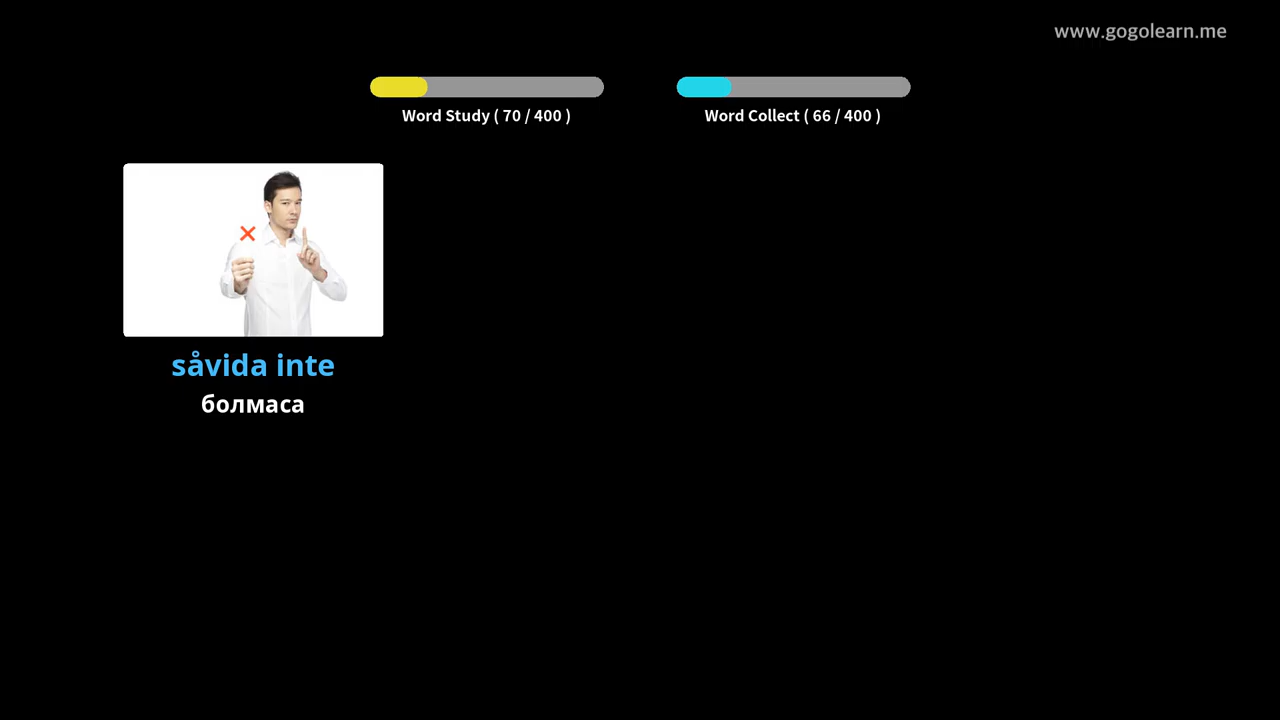 www.gogolearn.me
Word Study ( 70 / 400 )
Word Collect ( 66 / 400 )
såvida inte
болмаса